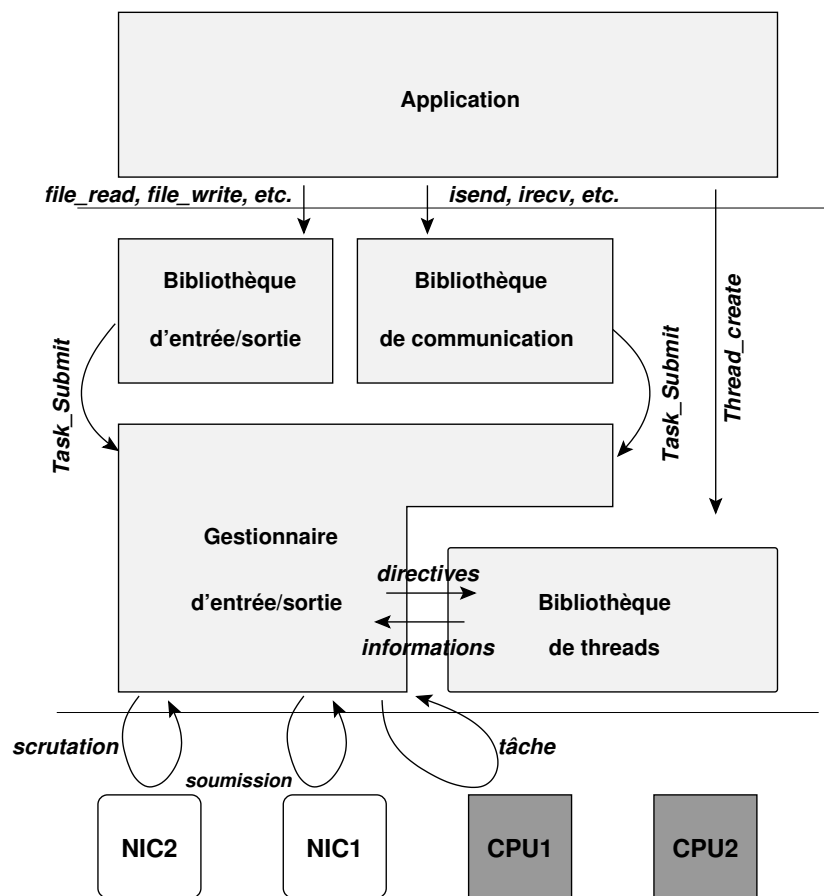 Application
file_read, file_write, etc.
isend, irecv, etc.
Bibliothèque
d'entrée/sortie
Bibliothèque
de communication
Task_Submit
Task_Submit
Thread_create
Gestionnaire
d'entrée/sortie
directives
informations
Bibliothèque
de threads
scrutation
soumission
tâche
NIC2
NIC1
CPU1
CPU2